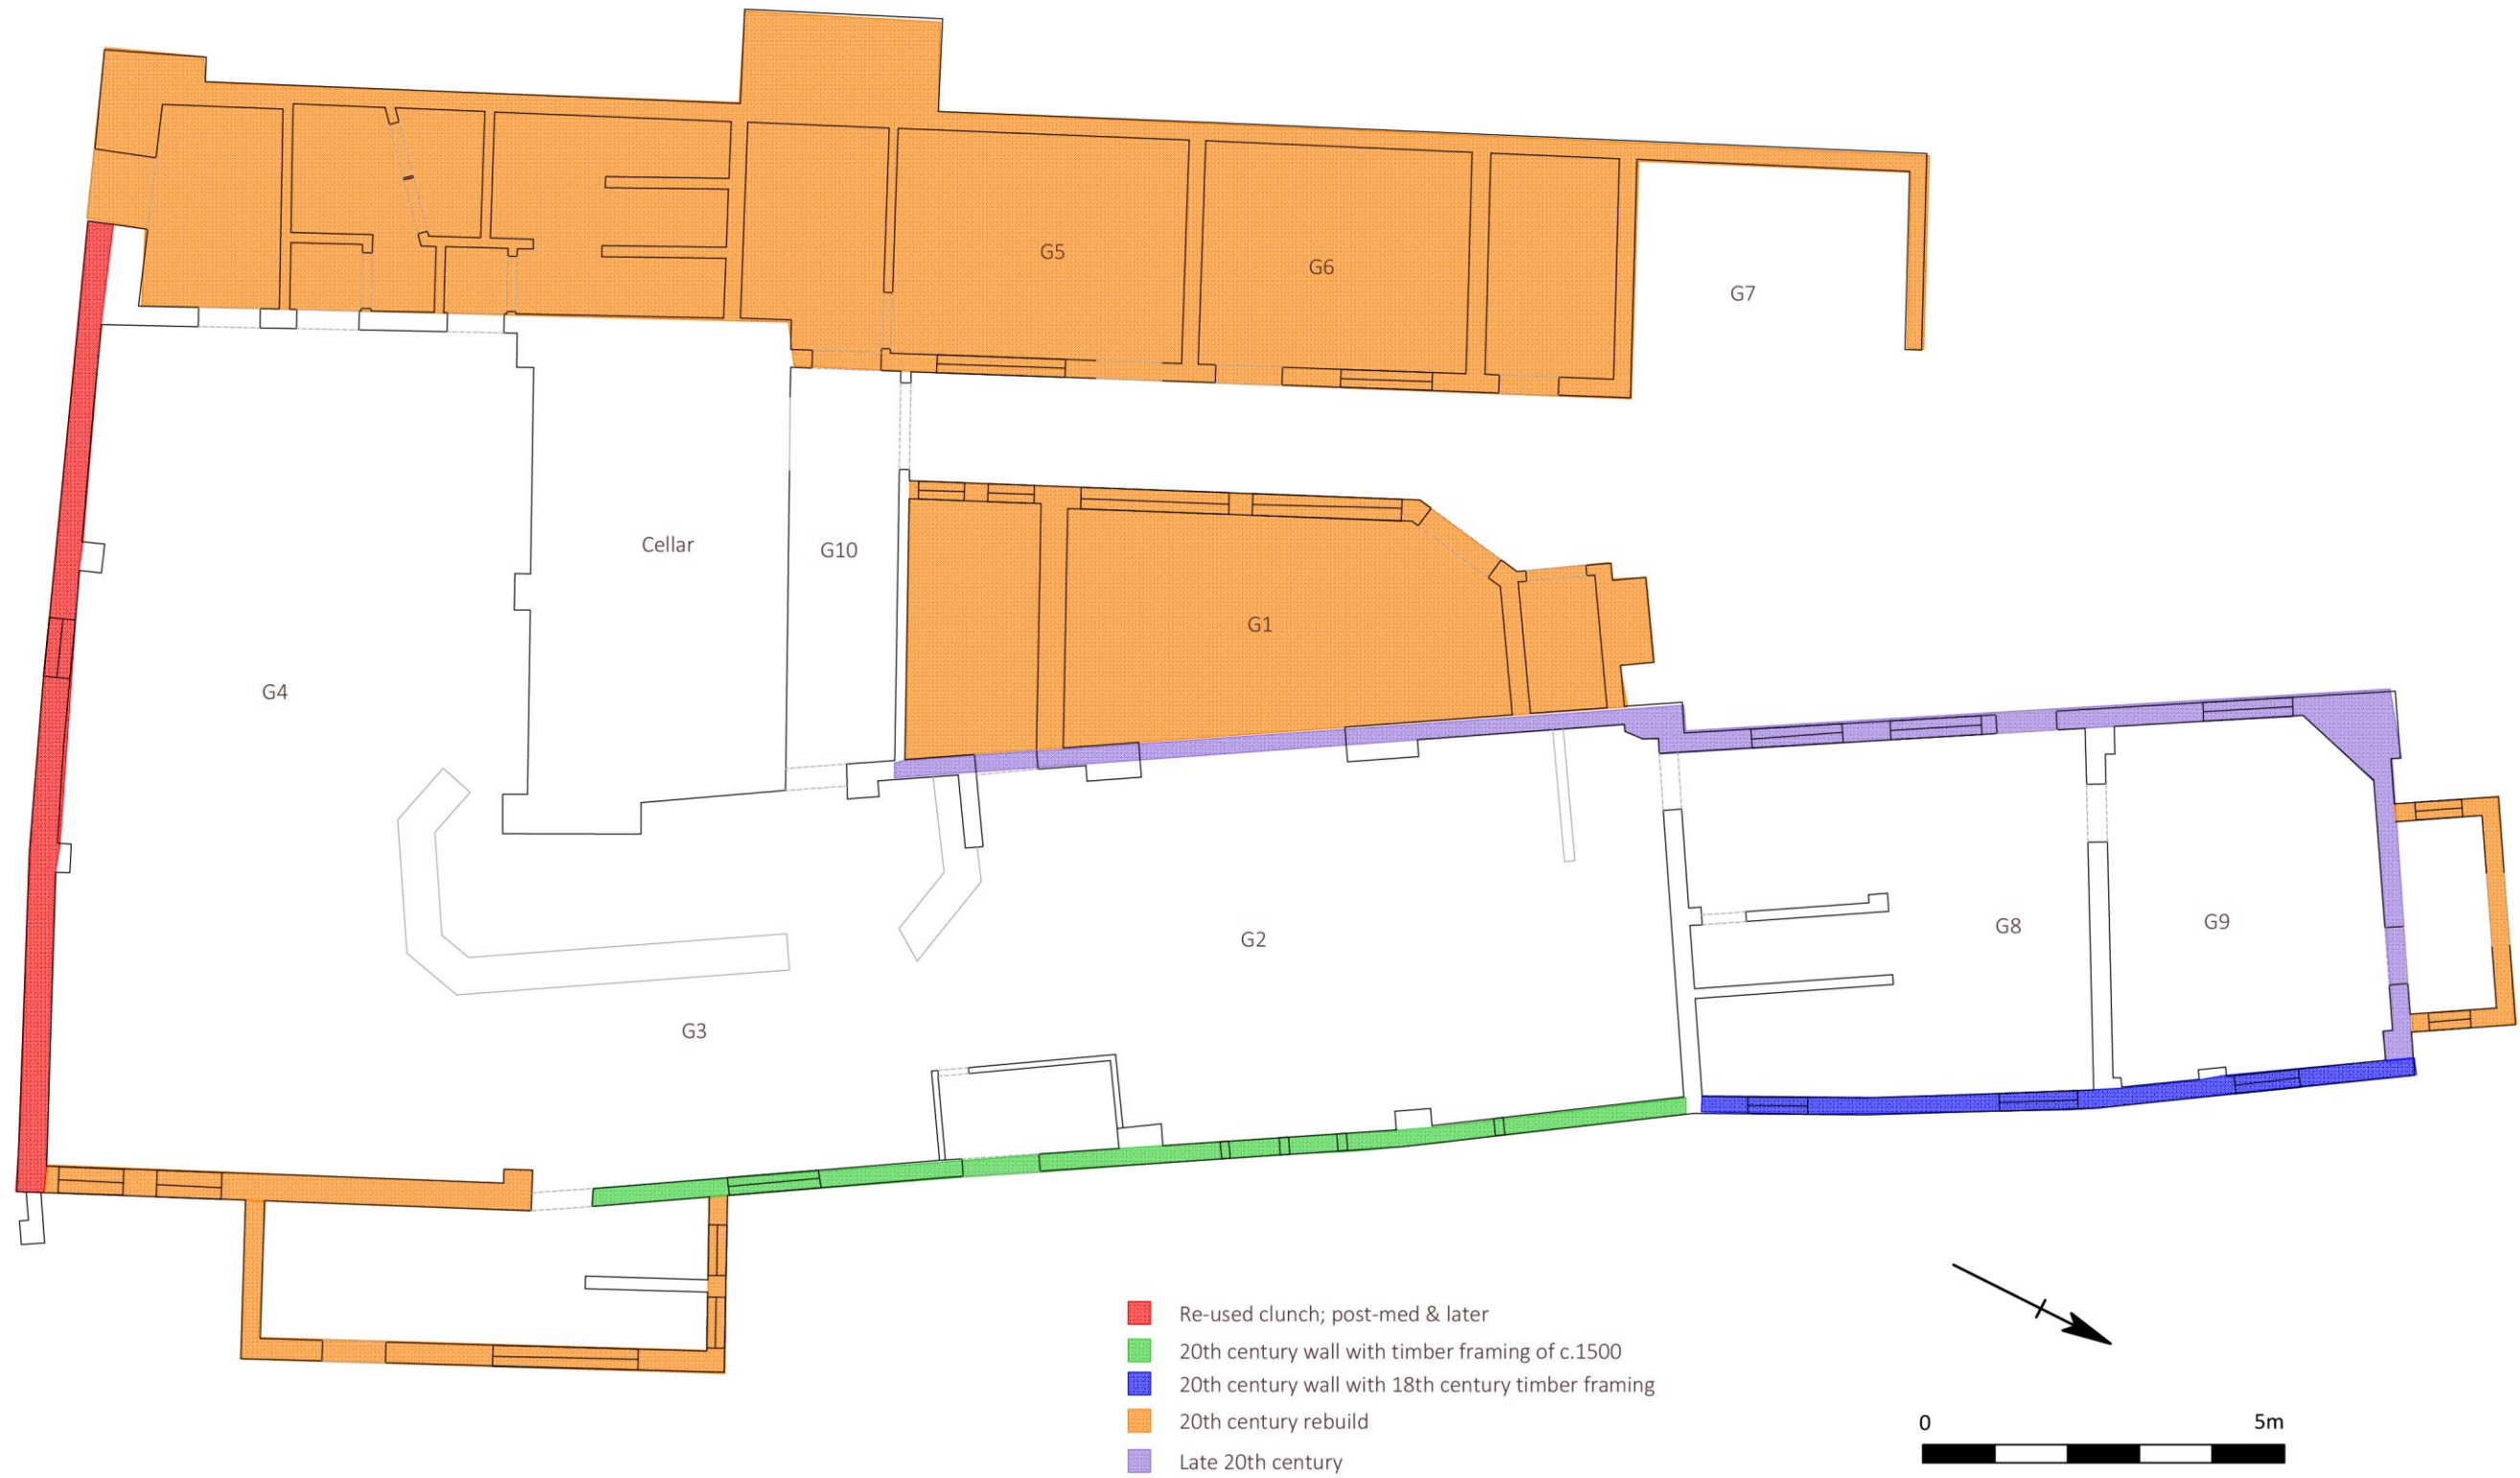 G5
G6
G7
Cellar
G10
G1
G4
G2
G8
G9
G3
Re-used clunch; post-med & later
20th century wall with timber framing of c.1500
20th century wall with 18th century timber framing
20th century rebuild
Late 20th century
0 5m